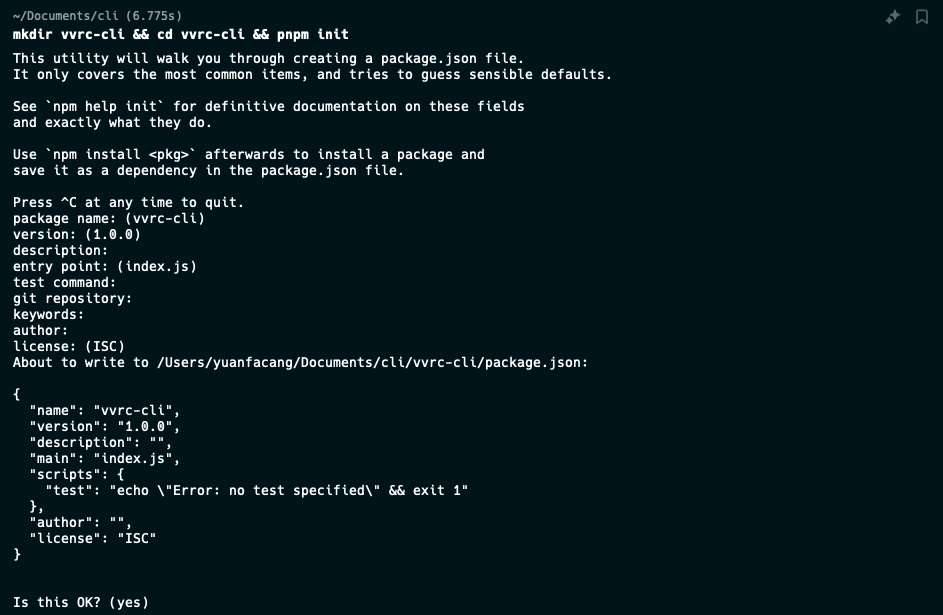 ~/Documents/cli (6.775s)
mkdir vvrc-cli && cd vvrc-cli && pnpm init
This utility will walk you through creating a package.json file.
It only covers the most common items, and tries to guess sensible defaults.

See `npm help init` for definitive documentation on these fields
and exactly what they do.

Use `npm install <pkg>` afterwards to install a package and
save it as a dependency in the package.json file.

Press ^C at any time to quit.
package name: (vvrc-cli)
version: (1.0.0)
description:
entry point: (index.js)
test command:
git repository:
keywords:
author:
license: (ISC)
About to write to /Users/yuanfacang/Documents/cli/vvrc-cli/package.json:

{
  "name": "vvrc-cli",
  "version": "1.0.0",
  "description": "",
  "main": "index.js",
  "scripts": {
    "test": "echo \"Error: no test specified\" && exit 1"
  },
  "author": "",
  "license": "ISC"
}

Is this OK? (yes)